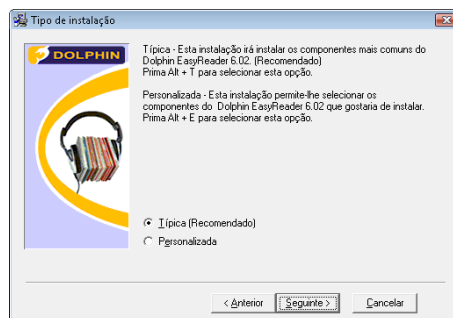 Tipo de instalação
DOLPHIN
Típica - Esta instalação irá instalar os componentes mais comuns do
Dolphin EasyReader 6.02. (Recomendado)
Prima Alt + T para selecionar esta opção.
Personalizada - Esta instalação permite-lhe selecionar os
componentes do Dolphin EasyReader 6.02 que gostaria de instalar.
Prima Alt + E para selecionar esta opção.
Típica (Recomendado)
Personalizada
< Anterior
Seguinte >
Cancelar